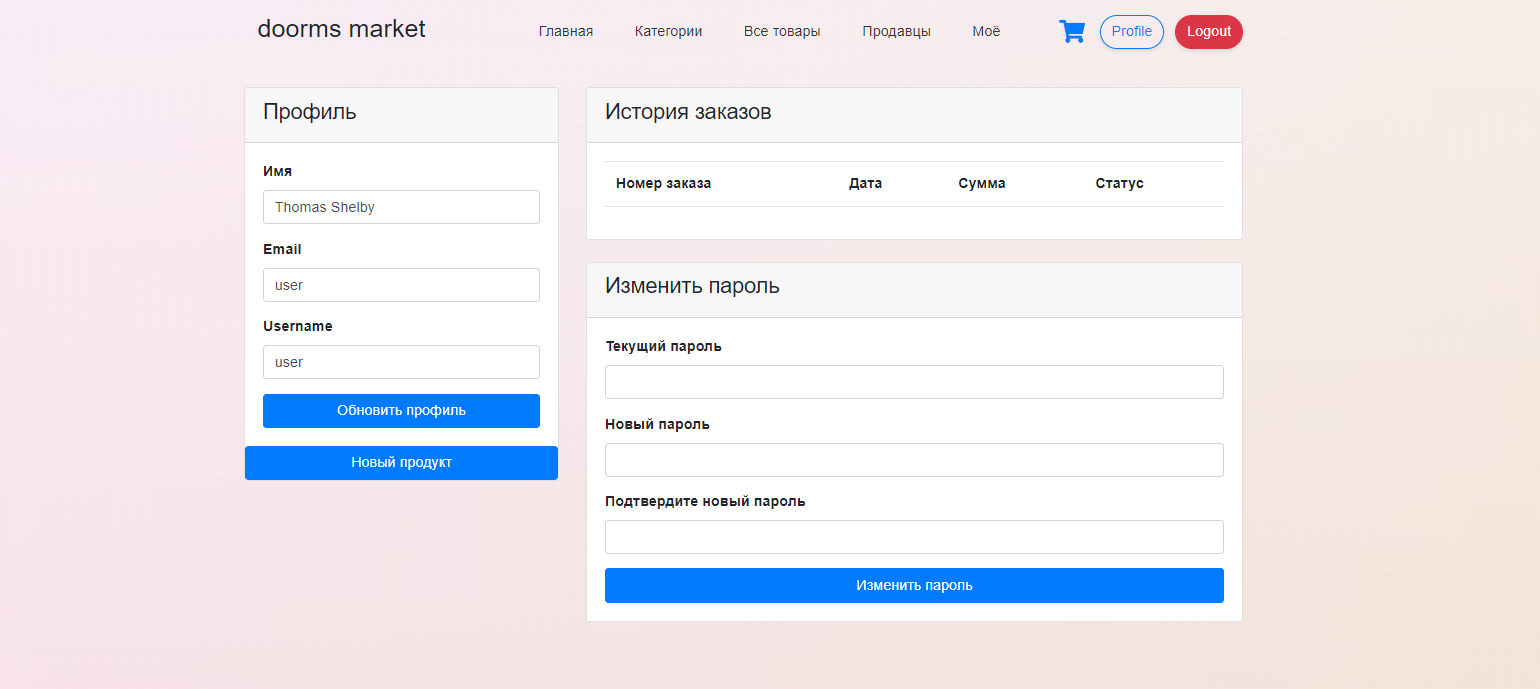 doorms market Главная Категории Все товары Продавцы Моё Profile Logout
Профиль
Имя
Thomas Shelby
Email
user
Username
user
Обновить профиль
Новый продукт
История заказов
Номер заказа Дата Сумма Статус
Изменить пароль
Текущий пароль
Новый пароль
Подтвердите новый пароль
Изменить пароль